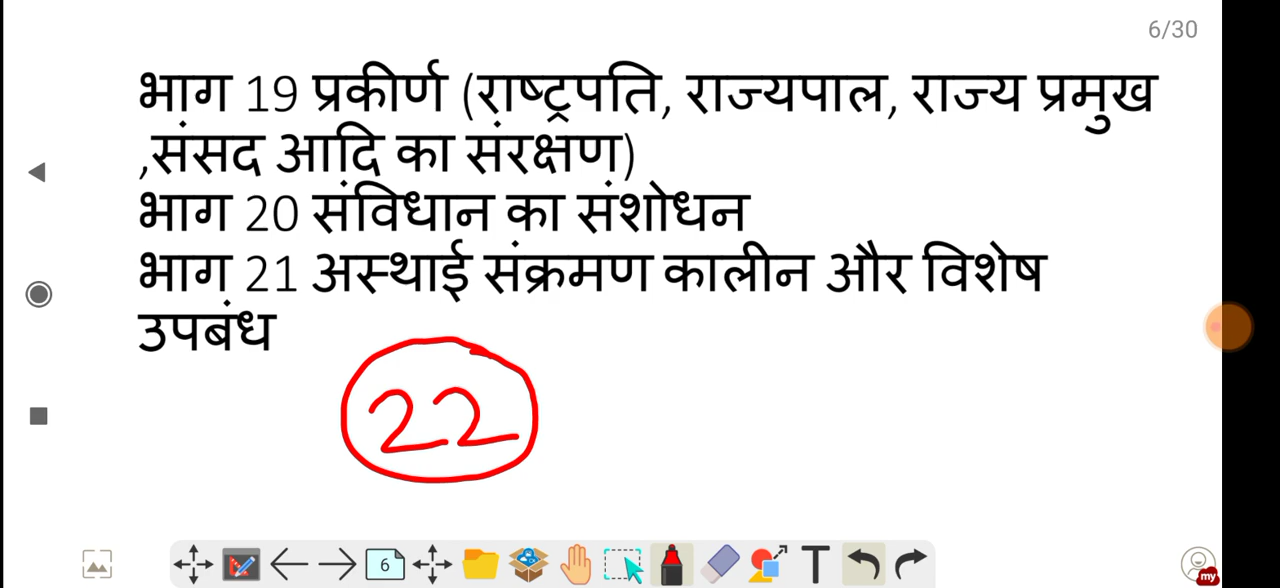 6/30
भाग 19 प्रकीर्ण (राष्ट्रपति, राज्यपाल, राज्य प्रमुख
,संसद आदि का संरक्षण)
भाग 20 संविधान का संशोधन
भाग 21 अस्थाई संक्रमण कालीन और विशेष
उपबंध
22
6
T
my